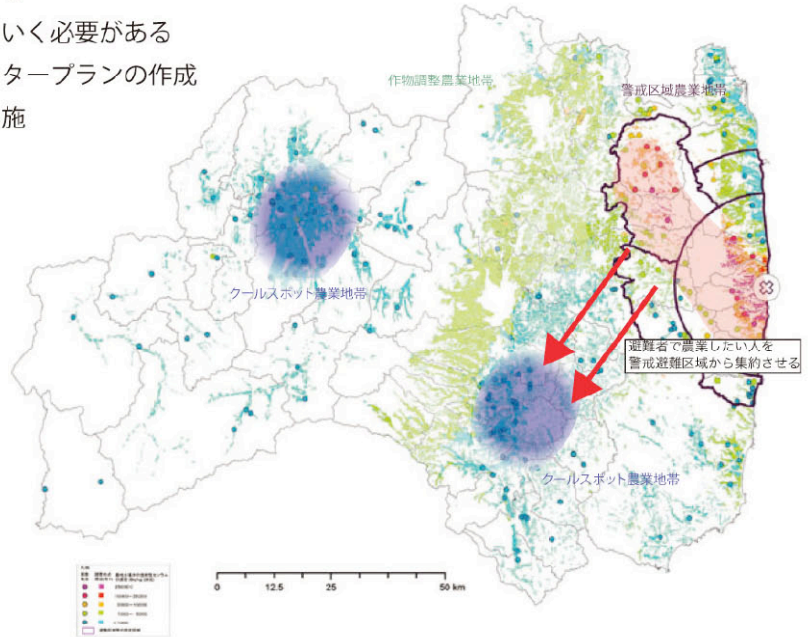 いく必要がある
タープランの作成
施
作物調整農業地帯
警戒区域農業地帯
クールスポット農業地帯
避難者で農業したい人を
警戒避難区域から集約させる
クールスポット農業地帯
0 12.5 25 50 km